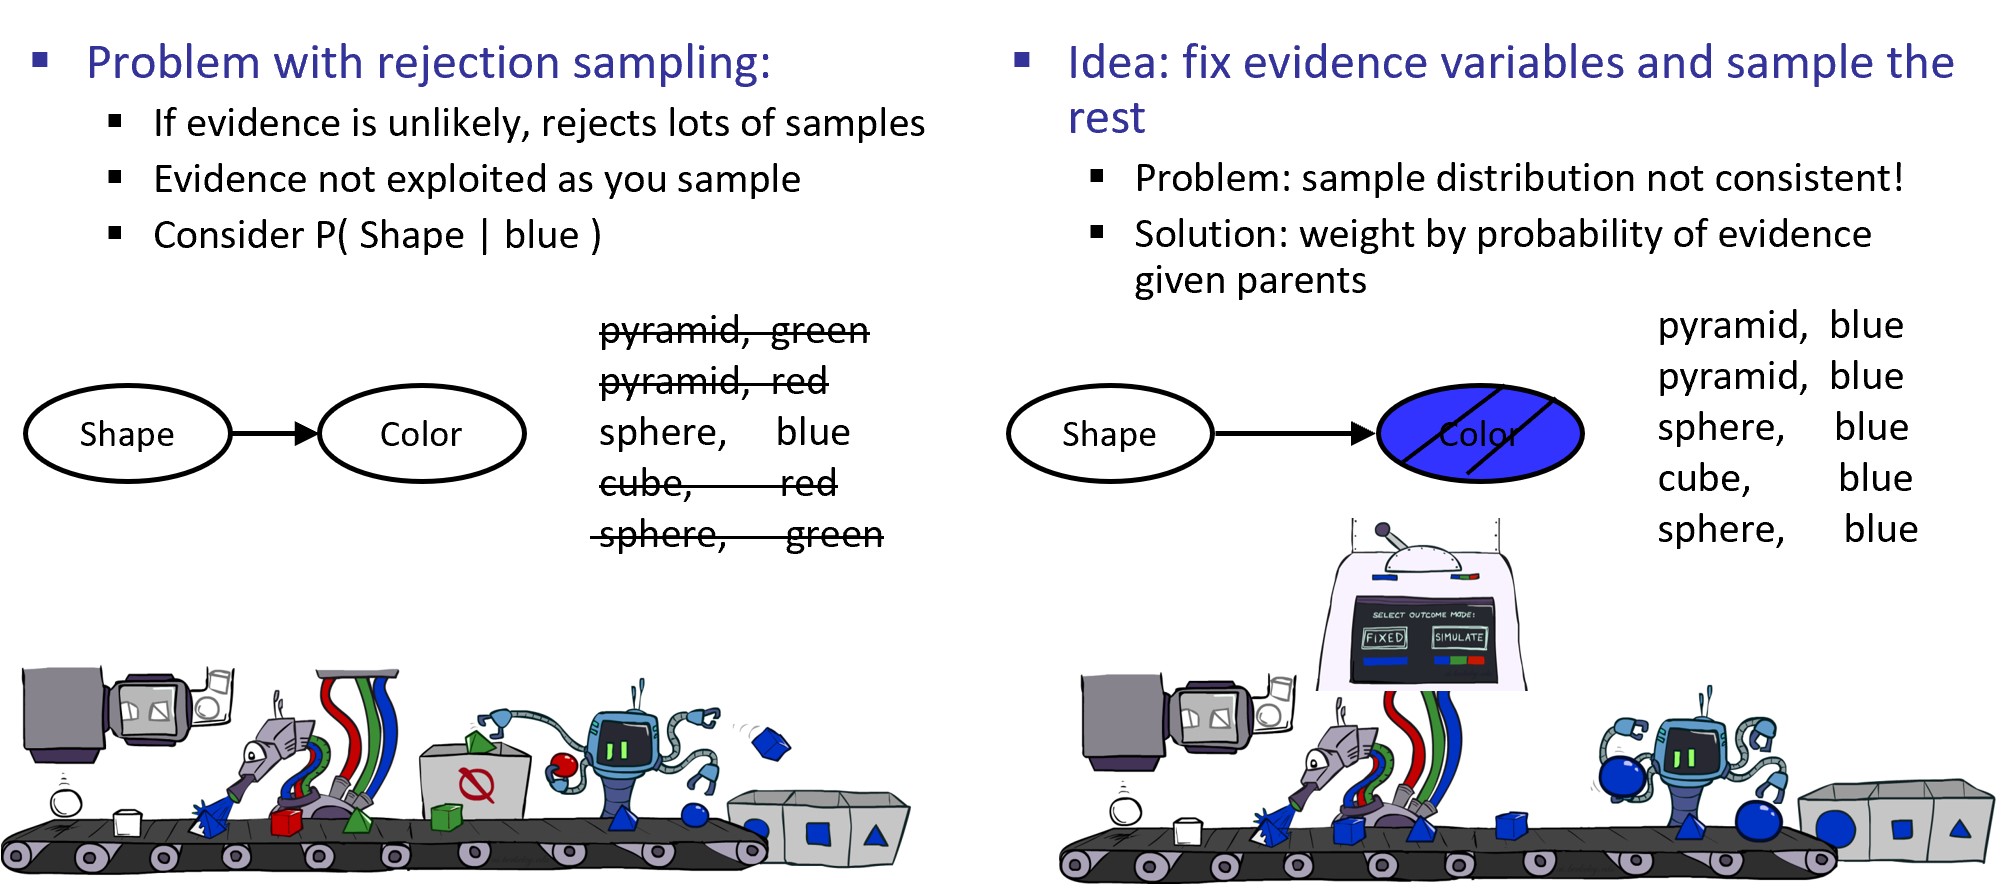 Problem with rejection sampling:
If evidence is unlikely, rejects lots of samples
Evidence not exploited as you sample
Consider P( Shape | blue )
Shape
Color
pyramid, green
pyramid, red
sphere, blue
cube, red
sphere, green
Idea: fix evidence variables and sample the
rest
Problem: sample distribution not consistent!
Solution: weight by probability of evidence
given parents
Shape
Color
pyramid, blue
pyramid, blue
sphere, blue
cube, blue
sphere, blue
SELECT OUTCOME MODE:
FIXED
SIMULATE